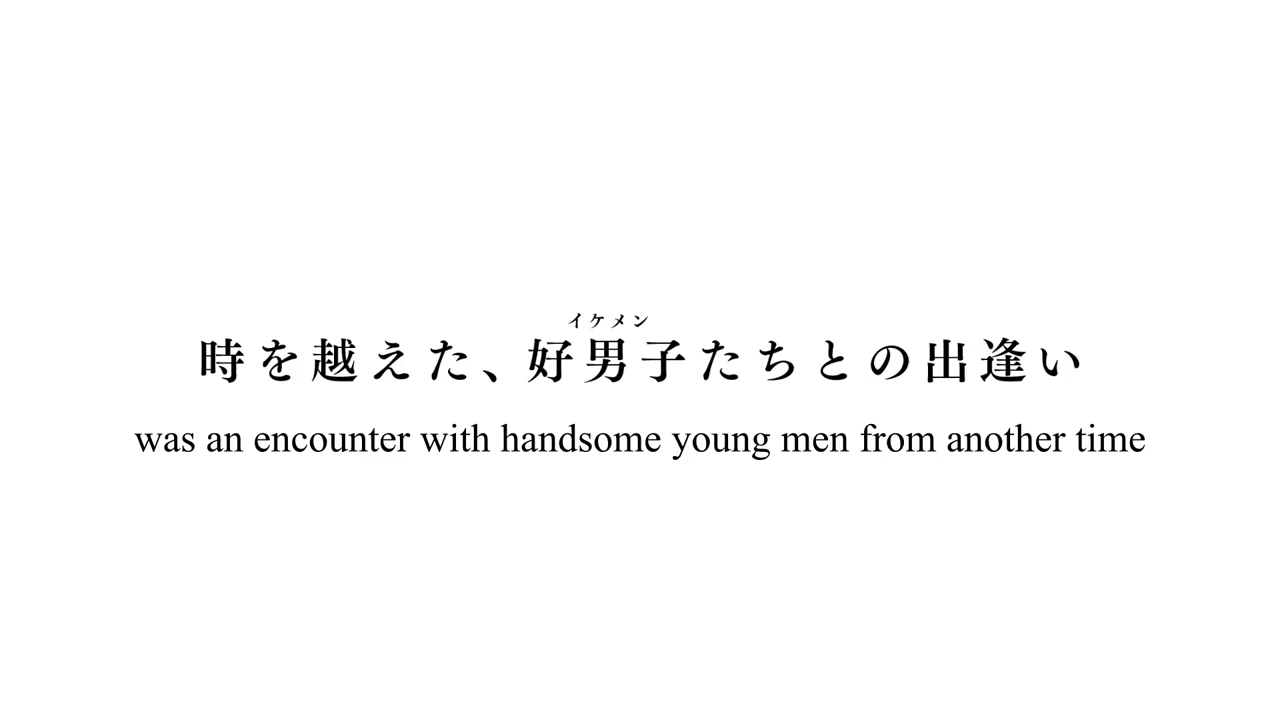 イケメン
時を越えた、好男子たちとの出逢い
was an encounter with handsome young men from another time